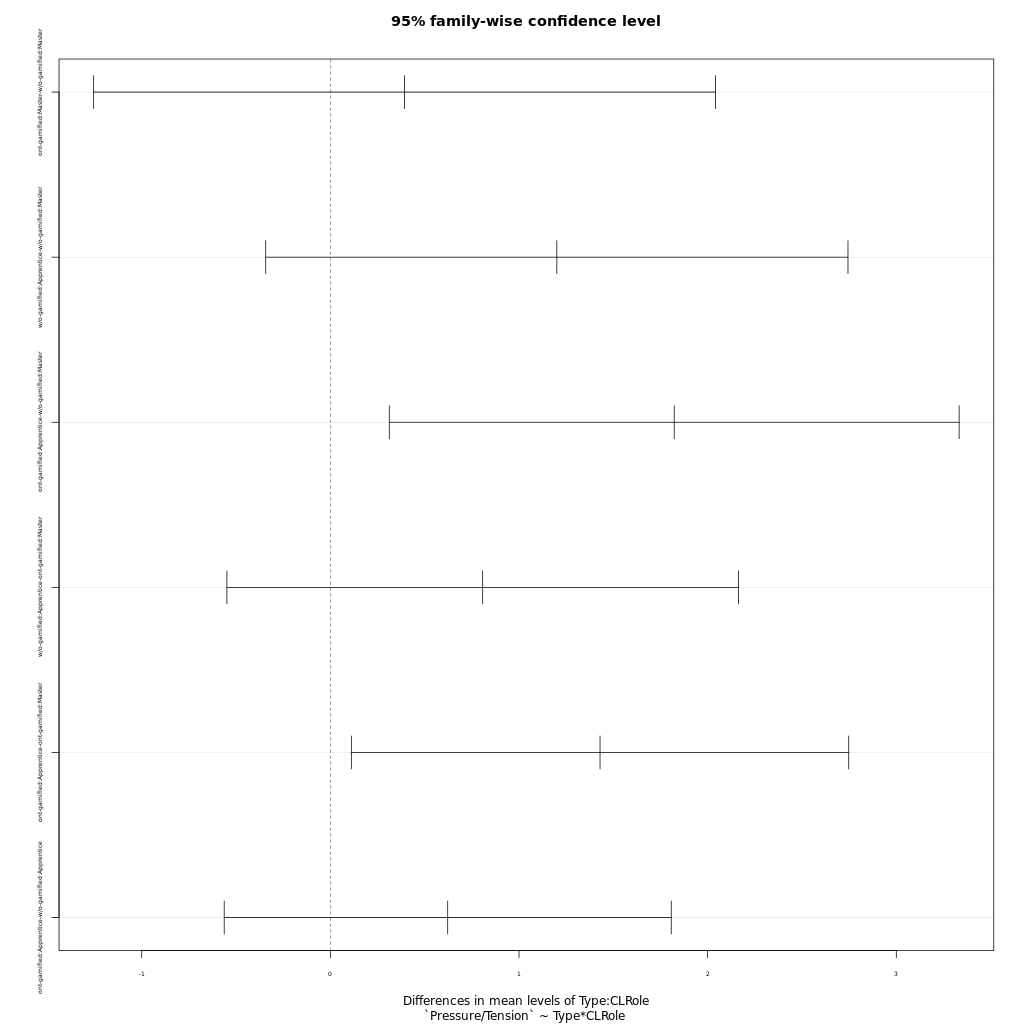 95% family-wise confidence level
ont-gamified:Master-w/o-gamified:Master
w/o-gamified:Apprentice-w/o-gamified:Master
ont-gamified:Apprentice-w/o-gamified:Master
w/o-gamified:Apprentice-ont-gamified:Master
ont-gamified:Apprentice-ont-gamified:Master
ont-gamified:Apprentice-w/o-gamified:Apprentice
-1 0 1 2 3
Differences in mean levels of Type:CLRole
`Pressure/Tension` ~ Type*CLRole